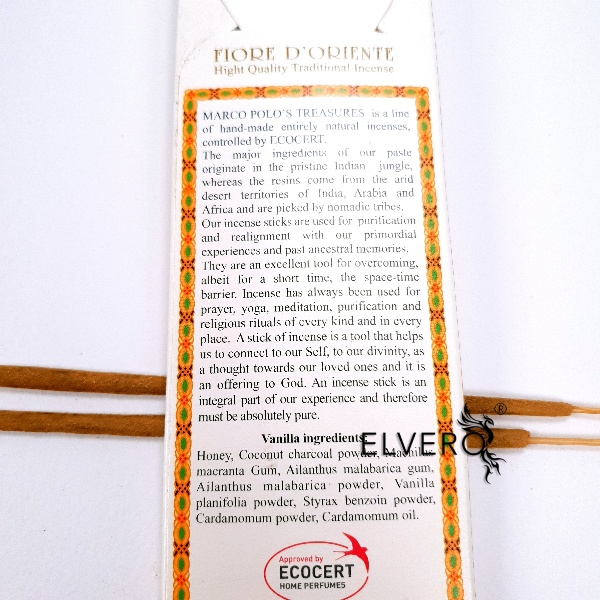 FIORE D'ORIENTE
Hight Quality Traditional Incense
MARCO POLO'S TREASURES is a line
of hand-made entirely natural incenses,
controlled by ECOCERT.
The major ingredients of our paste
originate in the pristine Indian jungle,
whereas the resins come from the arid
desert territories of India, Arabia and
Africa and are picked by nomadic tribes.
Our incense sticks are used for purification
and realignment with our primordial
experiences and past ancestral memories.
They are an excellent tool for overcoming,
albeit for a short time, the space-time
barrier. Incense has always been used for
prayer, yoga, meditation, purification and
religious rituals of every kind and in every
place. A stick of incense is a tool that helps
us to connect to our Self, to our divinity, as
a thought towards our loved ones and it is
an offering to God. An incense stick is an
integral part of our experience and therefore
must be absolutely pure.
Vanilla ingredients
ELVERO ®
Honey, Coconut charcoal powder, Machilus
macranta Gum, Ailanthus malabarica gum,
Ailanthus malabarica powder, Vanilla
planifolia powder, Styrax benzoin powder,
Cardamomum powder, Cardamomum oil.
Approved by
ECOCERT
HOME PERFUMES